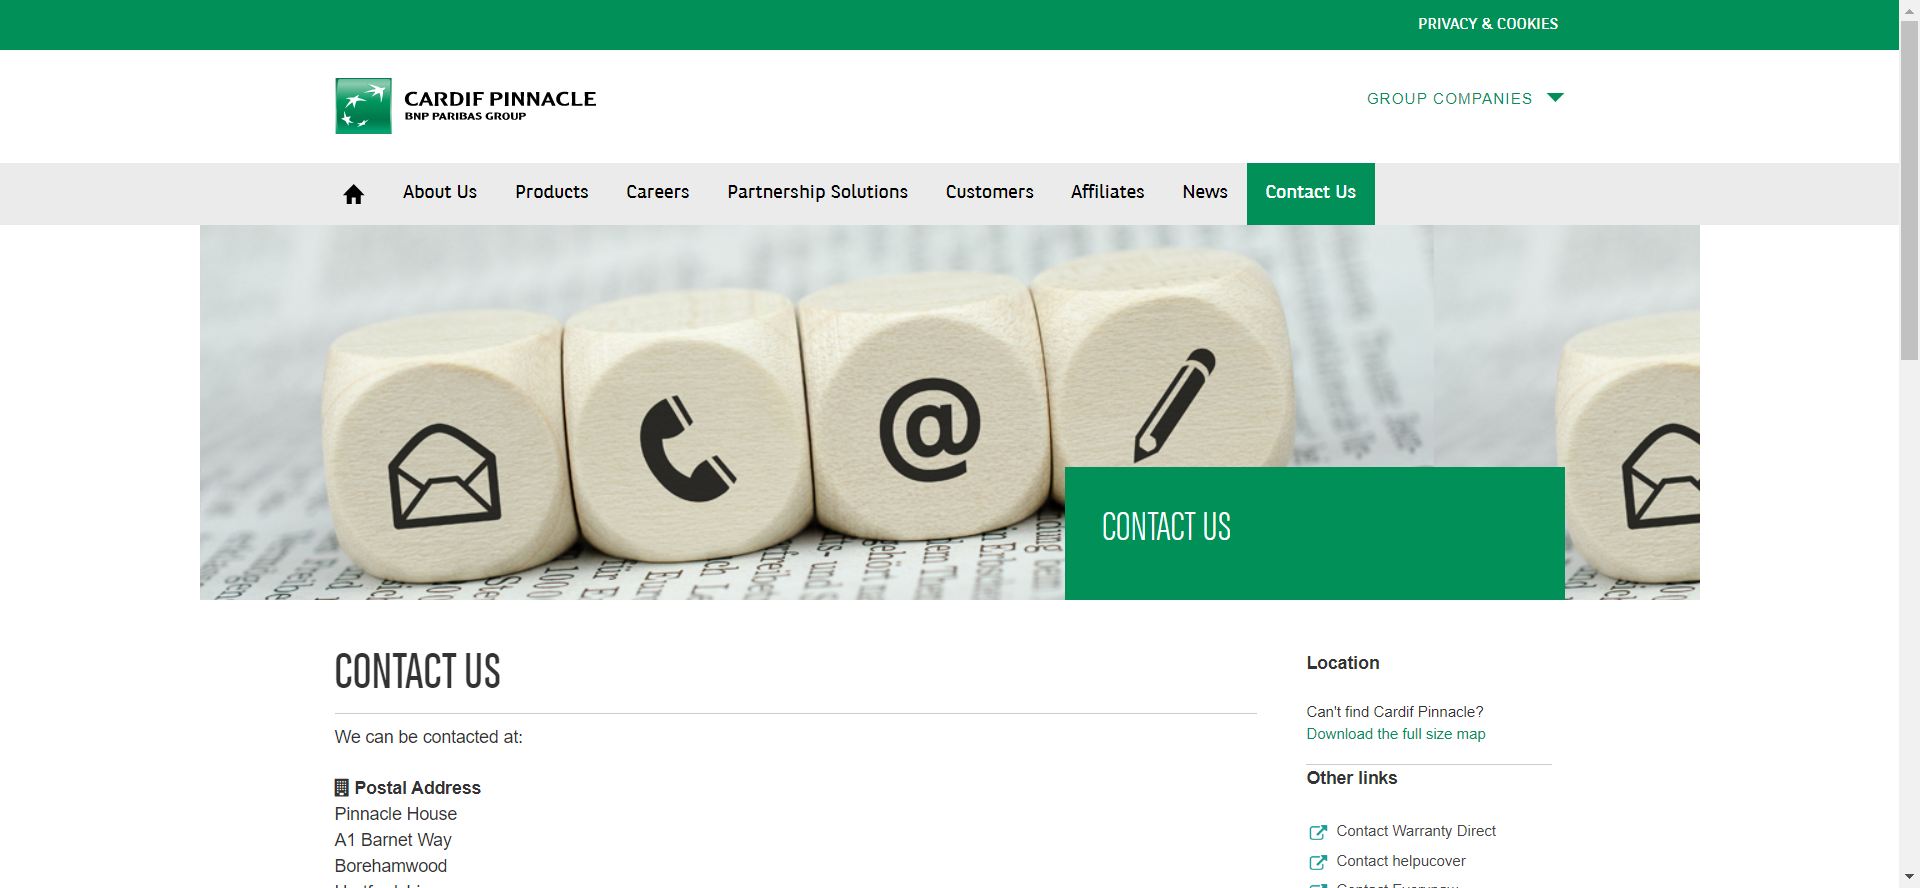 PRIVACY & COOKIES
CARDIF PINNACLE
BNP PARIBAS GROUP
GROUP COMPANIES
About Us
Products
Careers
Partnership Solutions
Customers
Affiliates
News
Contact Us
@
CONTACT US
CONTACT US
We can be contacted at:
Postal Address
Pinnacle House
A1 Barnet Way
Borehamwood
Location
Can't find Cardif Pinnacle?
Download the full size map
Other links
Contact Warranty Direct
Contact helpucover